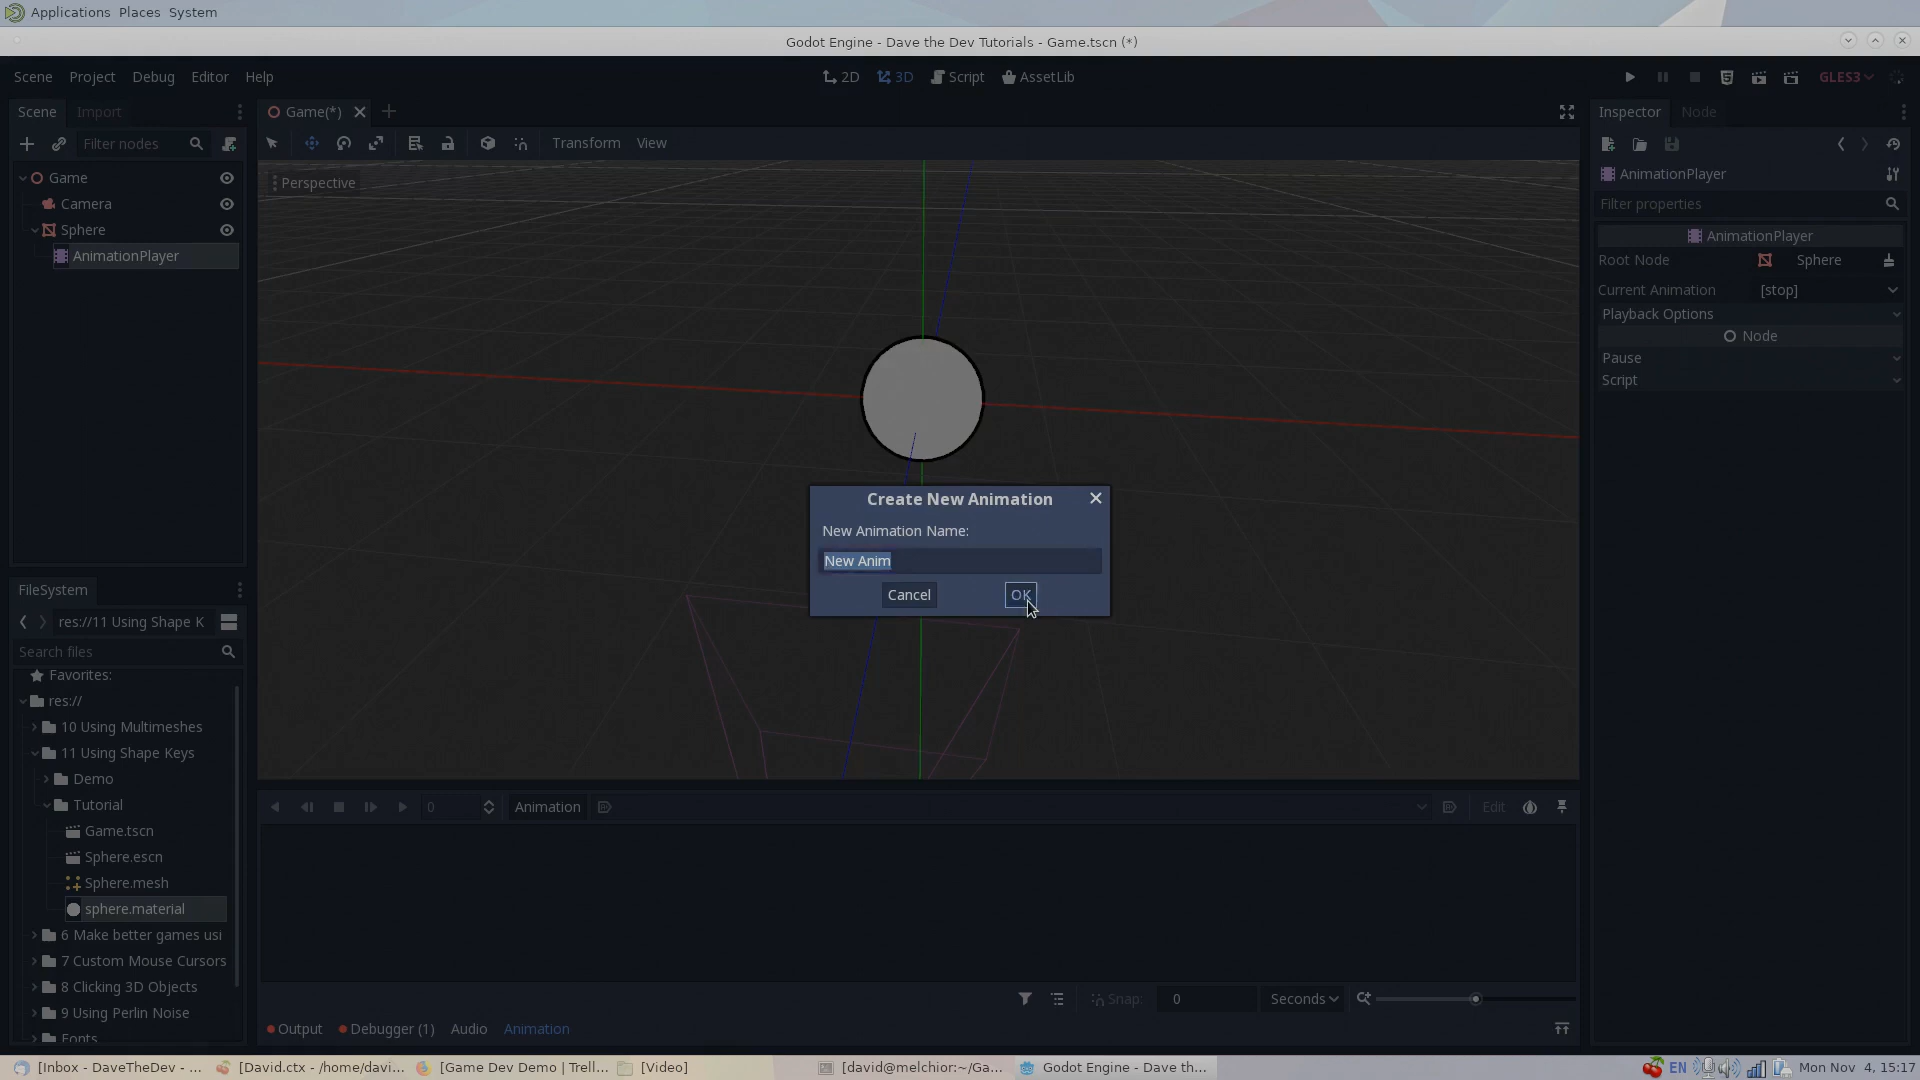 Applications Places System
Godot Engine - Dave the Dev Tutorials - Game.tscn (*)
Scene Project Debug Editor Help
2D 3D Script AssetLib
GLES3
Scene Import
Game(*)
Inspector Node
Filter nodes
Transform View
AnimationPlayer
Game
Camera
Sphere
AnimationPlayer
Perspective
Filter properties
AnimationPlayer
Root Node Sphere
Current Animation [stop]
Playback Options
Node
Pause
Script
Create New Animation
New Animation Name:
New Anim
Cancel OK
FileSystem
res://11 Using Shape K
Search files
Favorites:
res://
10 Using Multimeshes
11 Using Shape Keys
Demo
Tutorial
Game.tscn
Sphere.escn
Sphere.mesh
sphere.material
6 Make better games usi
7 Custom Mouse Cursors
8 Clicking 3D Objects
9 Using Perlin Noise
Fonts
0 Animation Edit
Snap: 0 Seconds
Output Debugger (1) Audio Animation
[Inbox - DaveTheDev - ... [David.ctx - /home/davi... [Game Dev Demo | Trell... [Video] [david@melchior:~/Ga... Godot Engine - Dave th... EN Mon Nov 4, 15:17